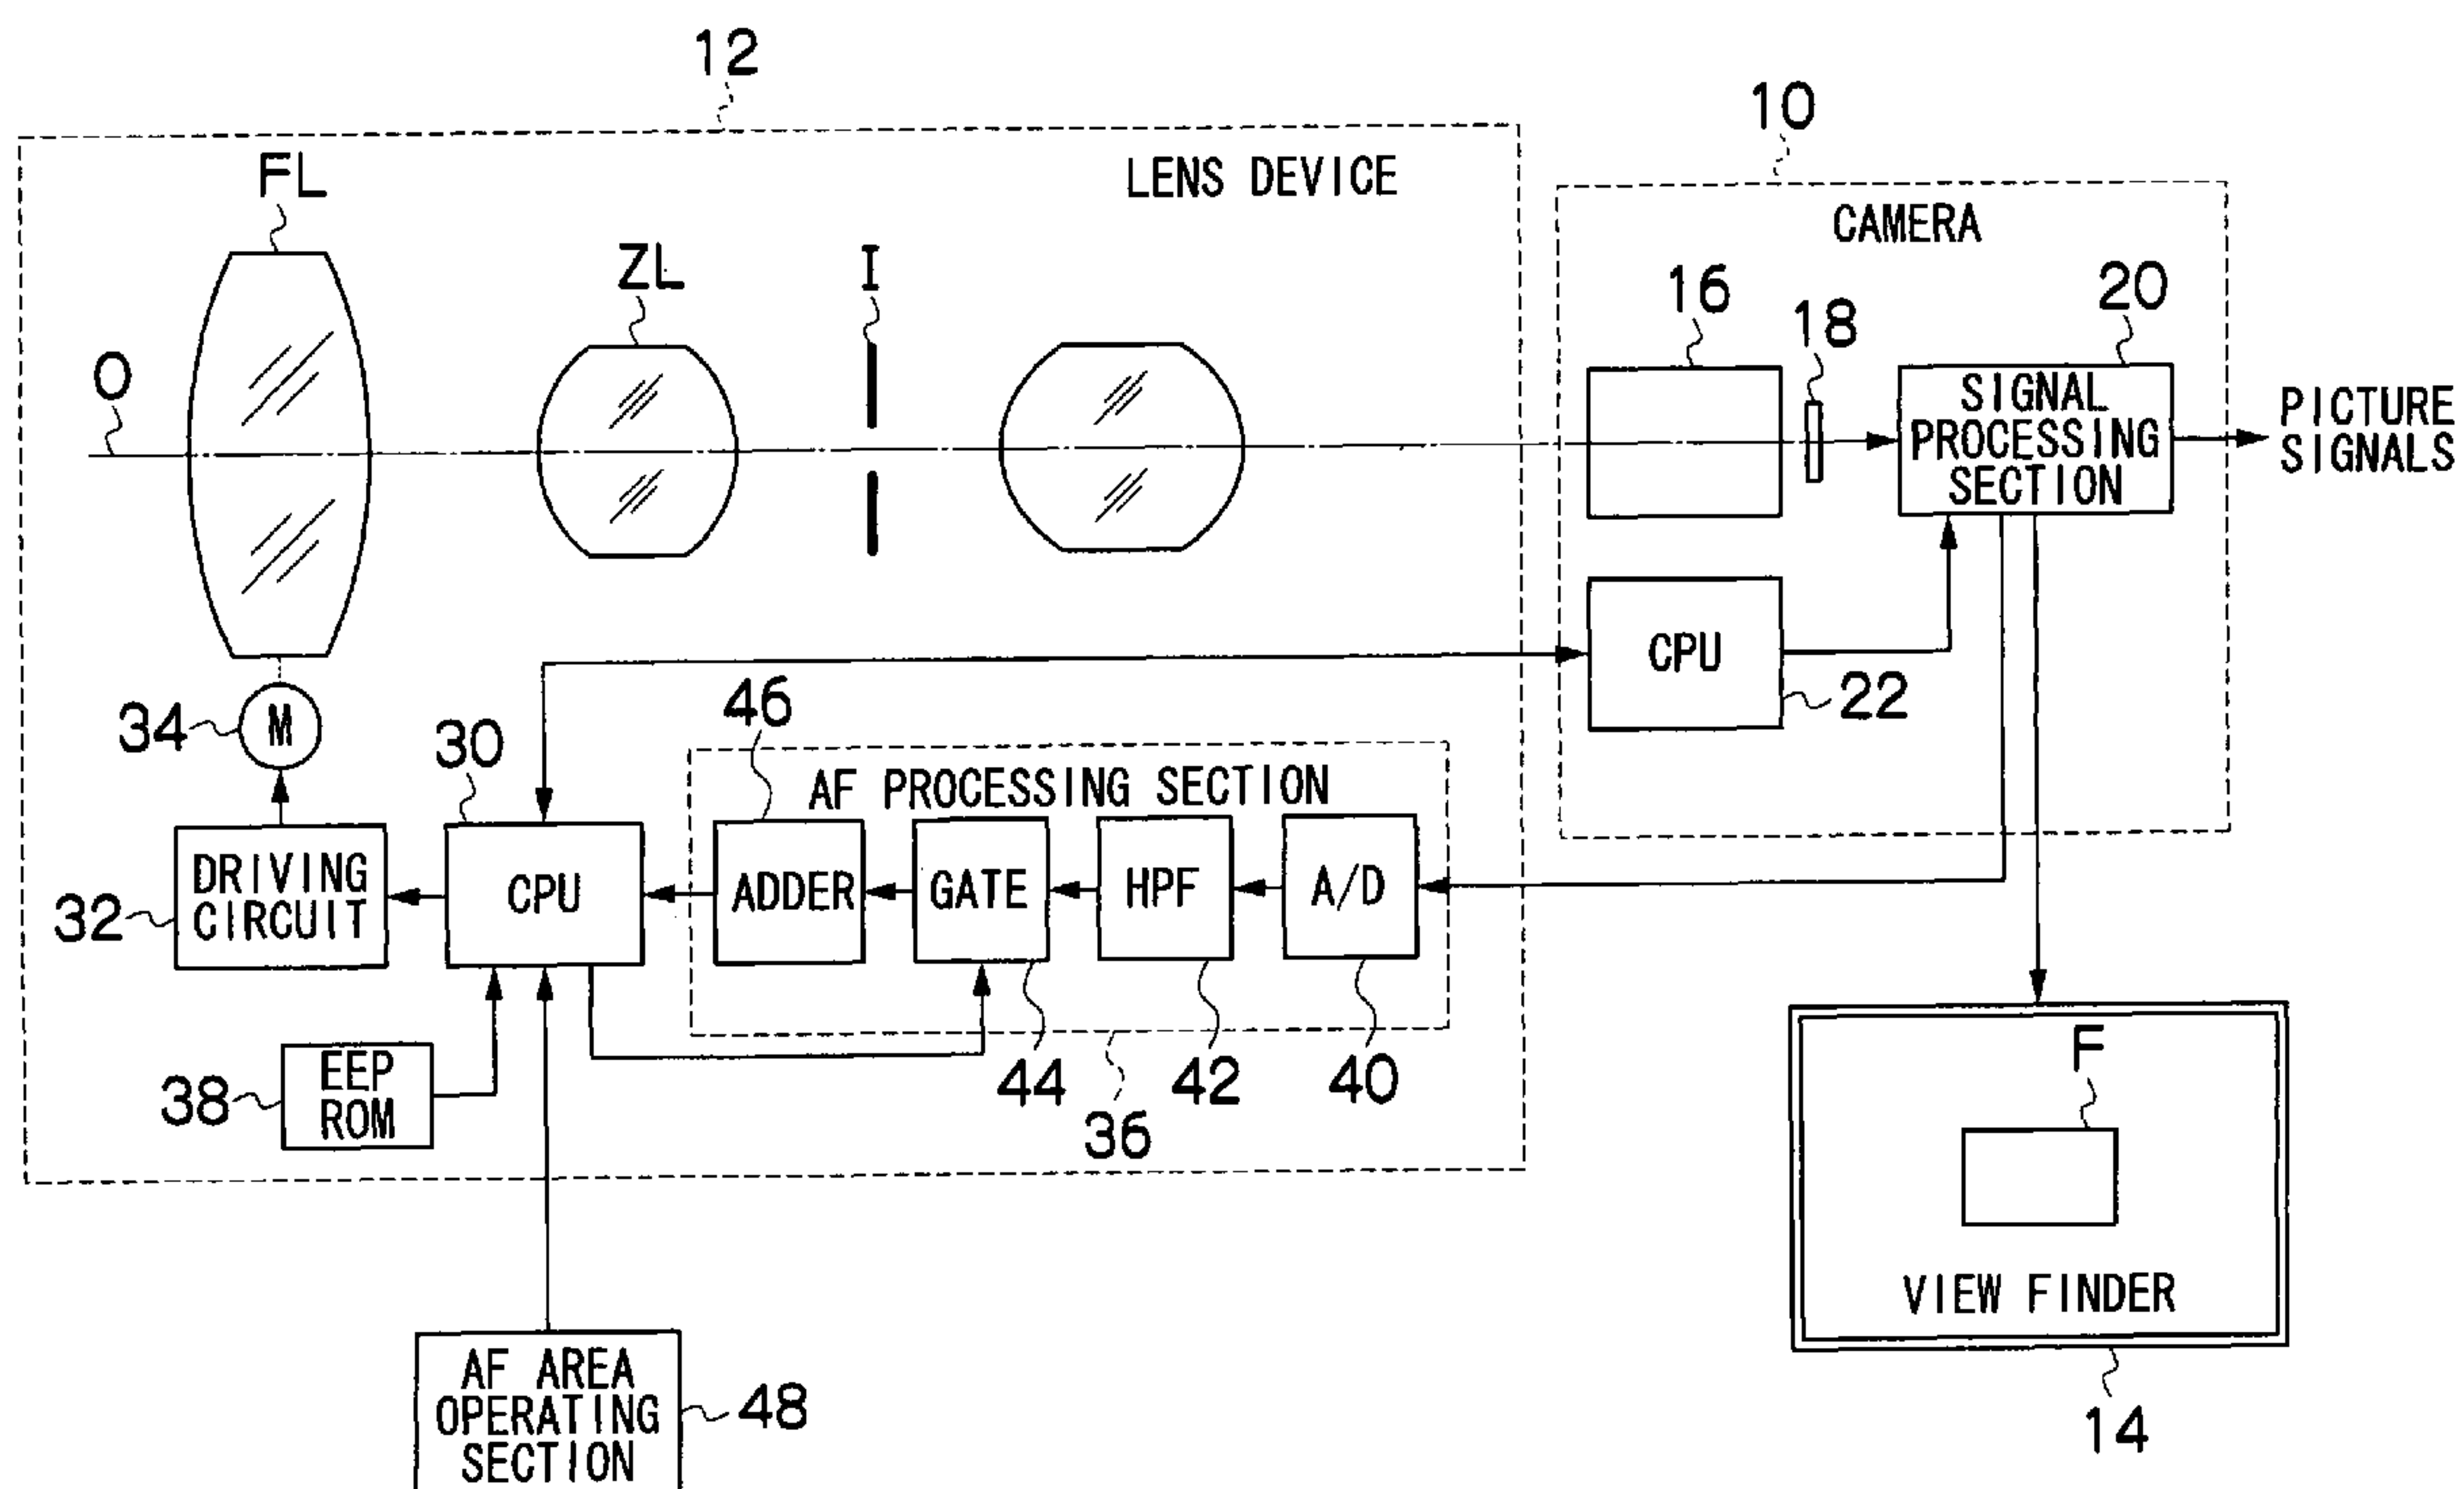 12
10
LENS DEVICE
FL
CAMERA
ZL
I
16
18
20
O
SIGNAL
PROCESSING
SECTION
PICTURE
SIGNALS
CPU
22
34
M
30
46
AF PROCESSING SECTION
32
DRIVING
CIRCUIT
CPU
ADDER
GATE
HPF
A/D
38
EEP
ROM
44
42
40
36
F
VIEW FINDER
14
AF AREA
OPERATING
SECTION
48